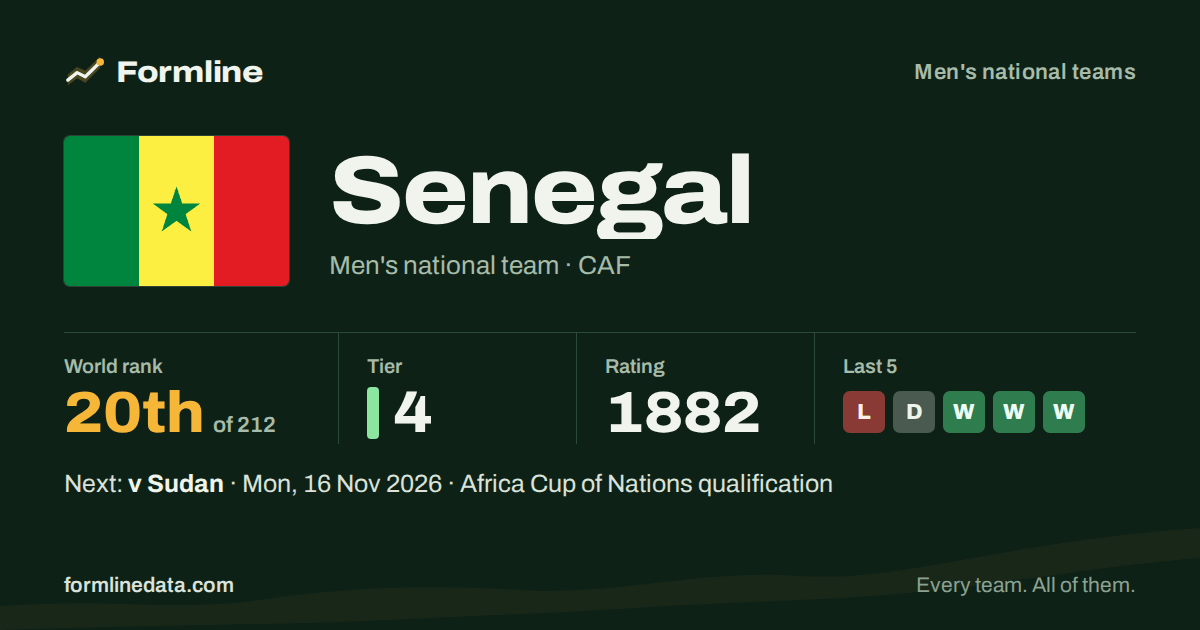 Formline
Men's national teams
Senegal
Men's national team · CAF
World rank
20th of 212
Tier
4
Rating
1882
Last 5
L D W W W
Next: v Sudan · Mon, 16 Nov 2026 · Africa Cup of Nations qualification
formlinedata.com
Every team. All of them.